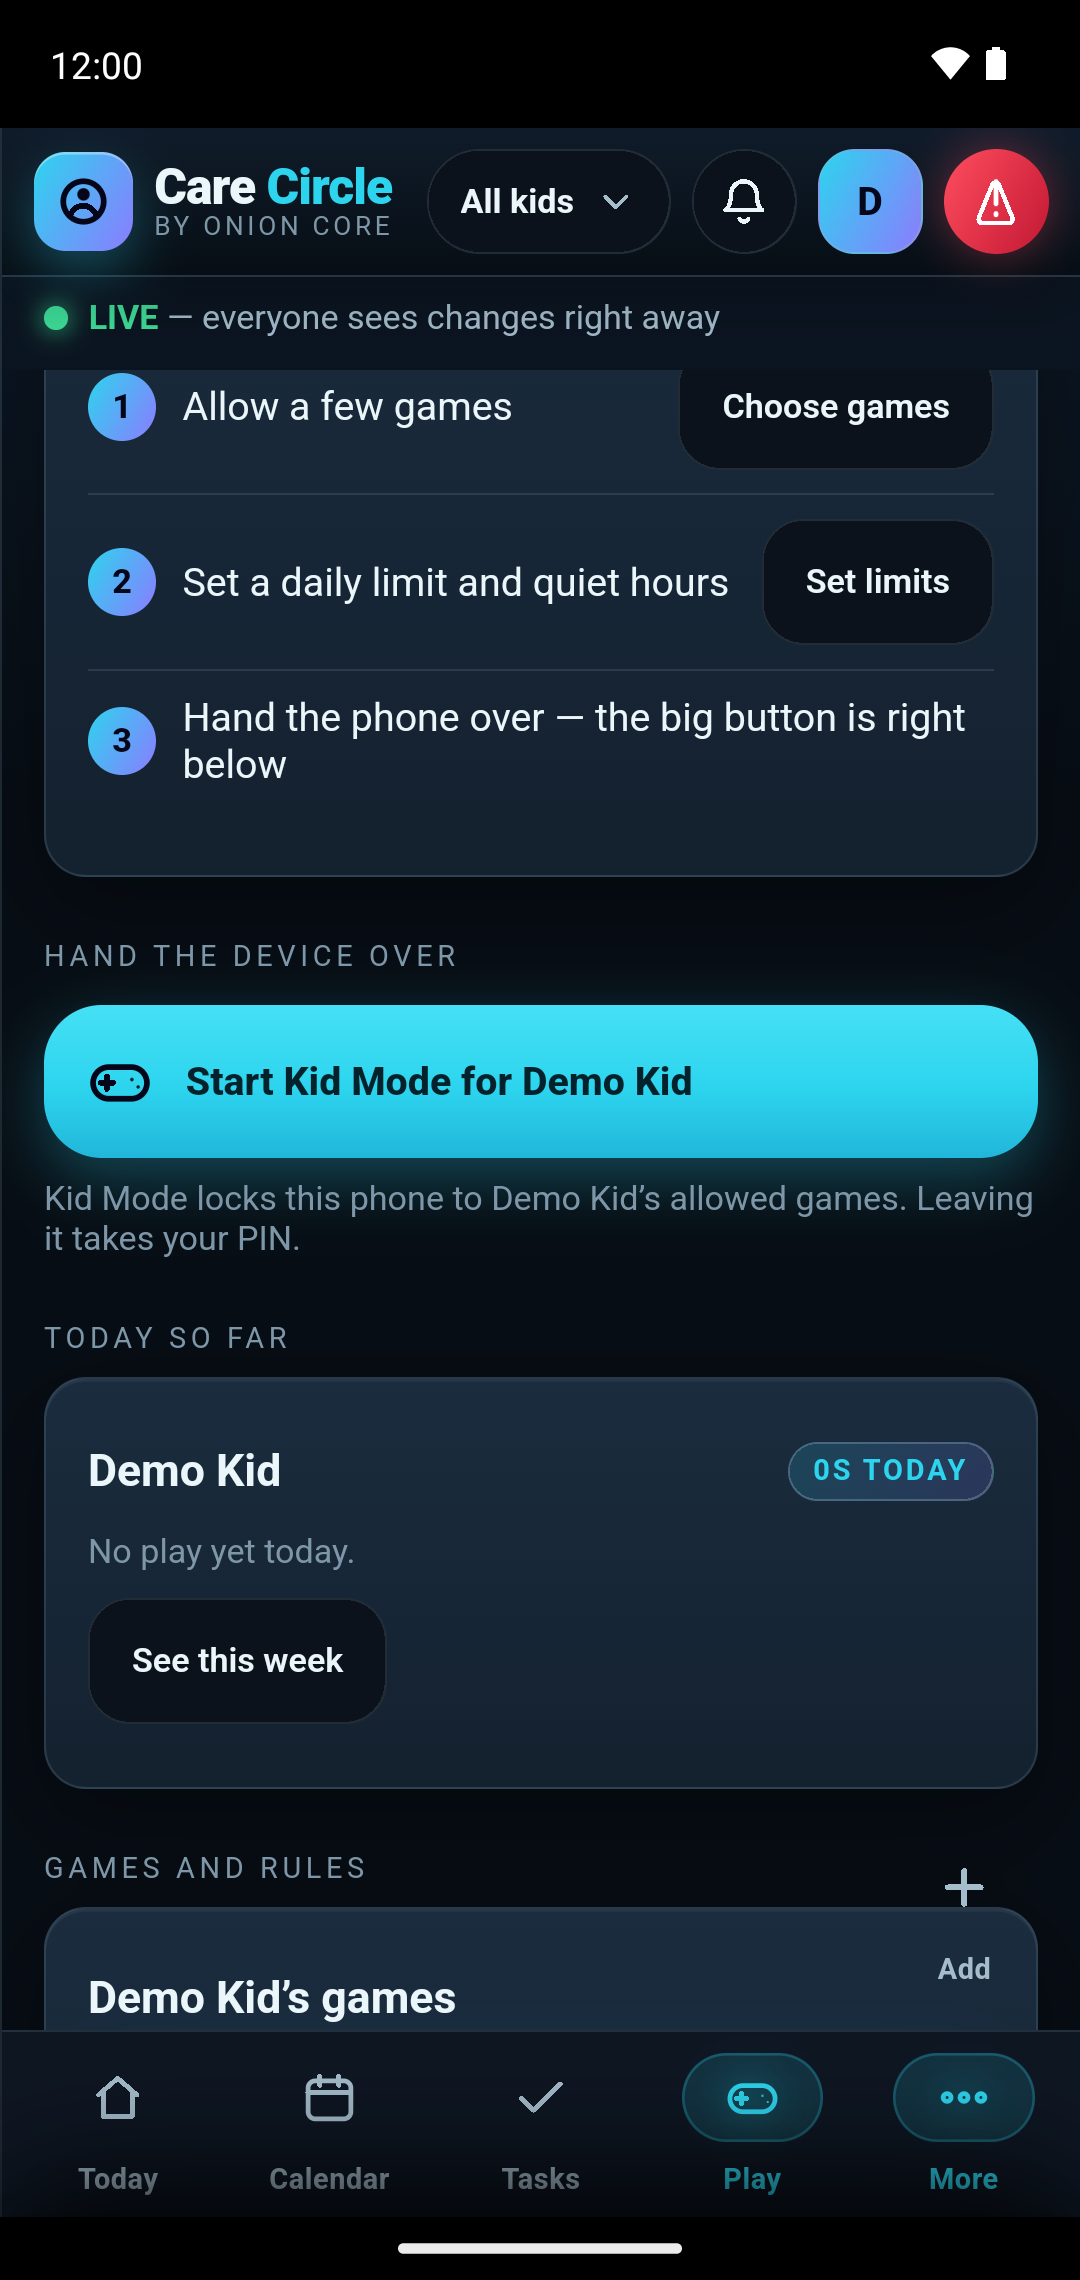 12:00
Care Circle
BY ONION CORE
All kids
D
LIVE — everyone sees changes right away
1
Allow a few games
Choose games
2
Set a daily limit and quiet hours
Set limits
3
Hand the phone over — the big button is right
below
HAND THE DEVICE OVER
Start Kid Mode for Demo Kid
Kid Mode locks this phone to Demo Kid’s allowed games. Leaving
it takes your PIN.
TODAY SO FAR
Demo Kid
0S TODAY
No play yet today.
See this week
GAMES AND RULES
Add
Demo Kid’s games
Today
Calendar
Tasks
Play
More